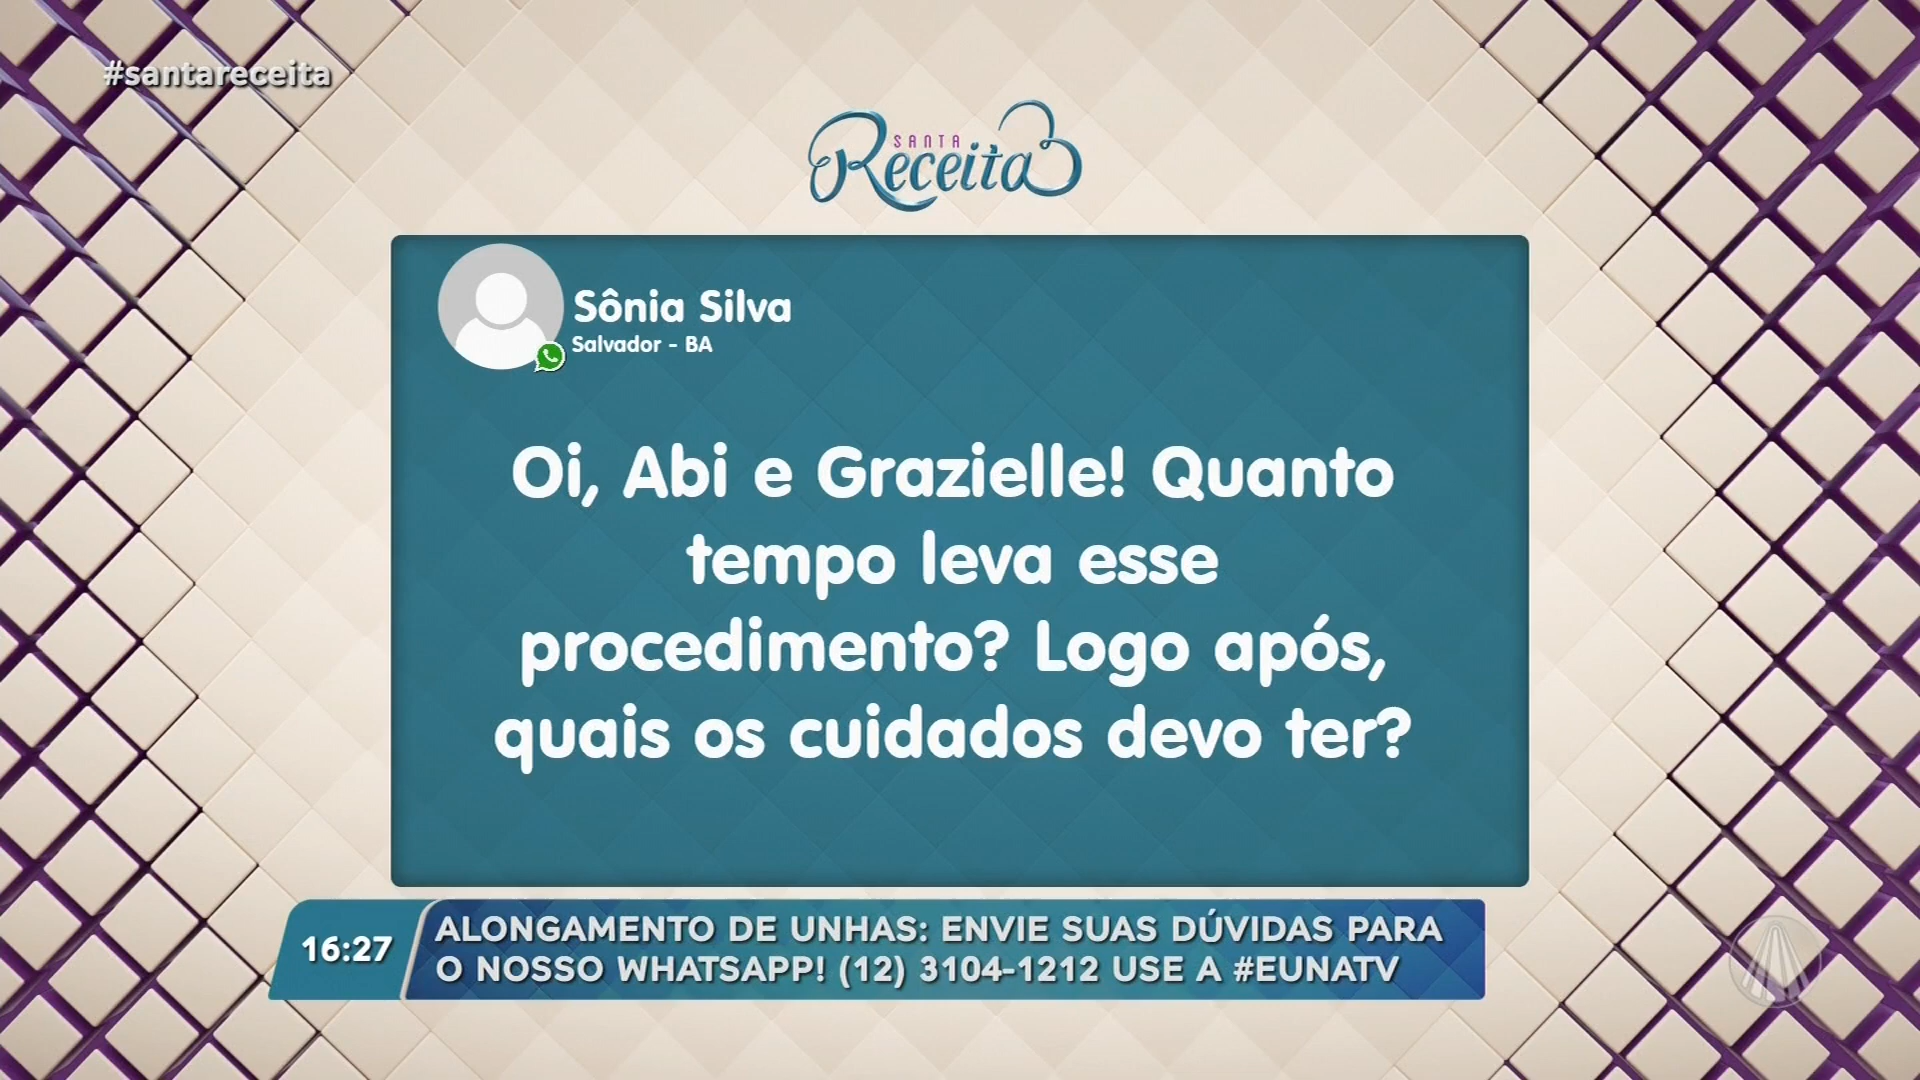 #santareceita
SANTA
Receita
Sônia Silva
Salvador - BA
Oi, Abi e Grazielle! Quanto
tempo leva esse
procedimento? Logo após,
quais os cuidados devo ter?
16:27
ALONGAMENTO DE UNHAS: ENVIE SUAS DÚVIDAS PARA
O NOSSO WHATSAPP! (12) 3104-1212 USE A #EUNATV